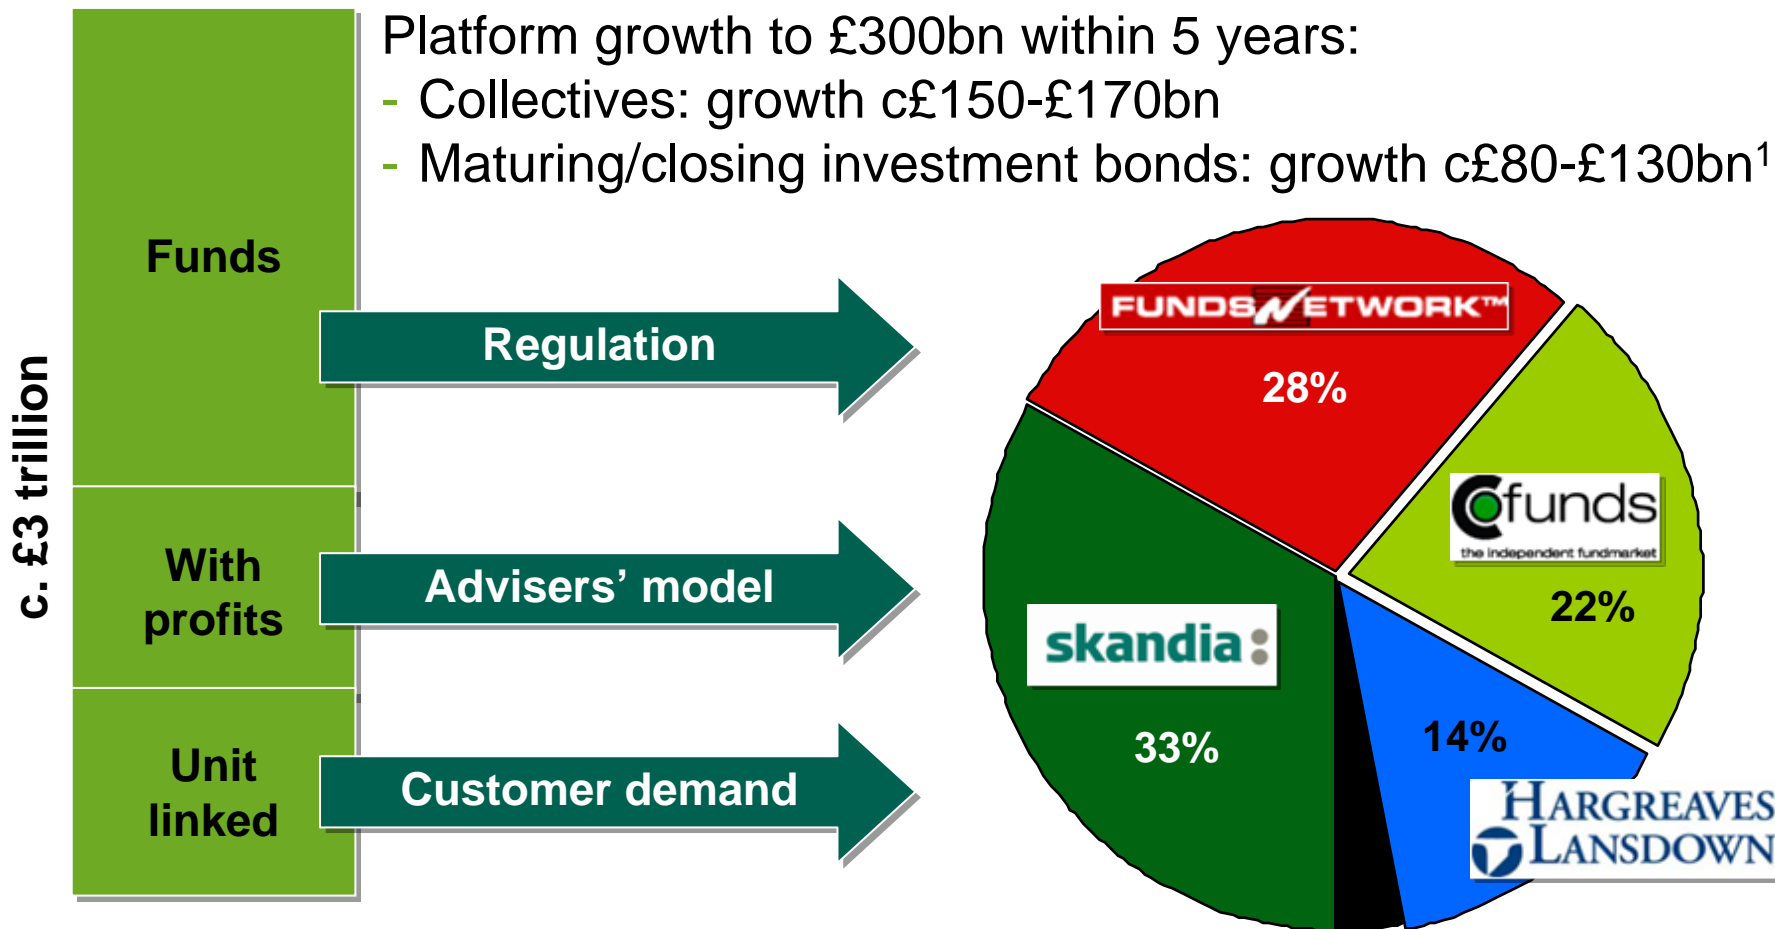 Platform growth to £300bn within 5 years:
- Collectives: growth c£150-£170bn
- Maturing/closing investment bonds: growth c£80-£130bn¹
c. £3 trillion
Funds
With
profits
Unit
linked
Regulation
Advisers’ model
Customer demand
FUNDSNETWORK™
28%
Cofunds
the independent fundmarket
22%
skandia:
33%
14%
HARGREAVES
LANSDOWN